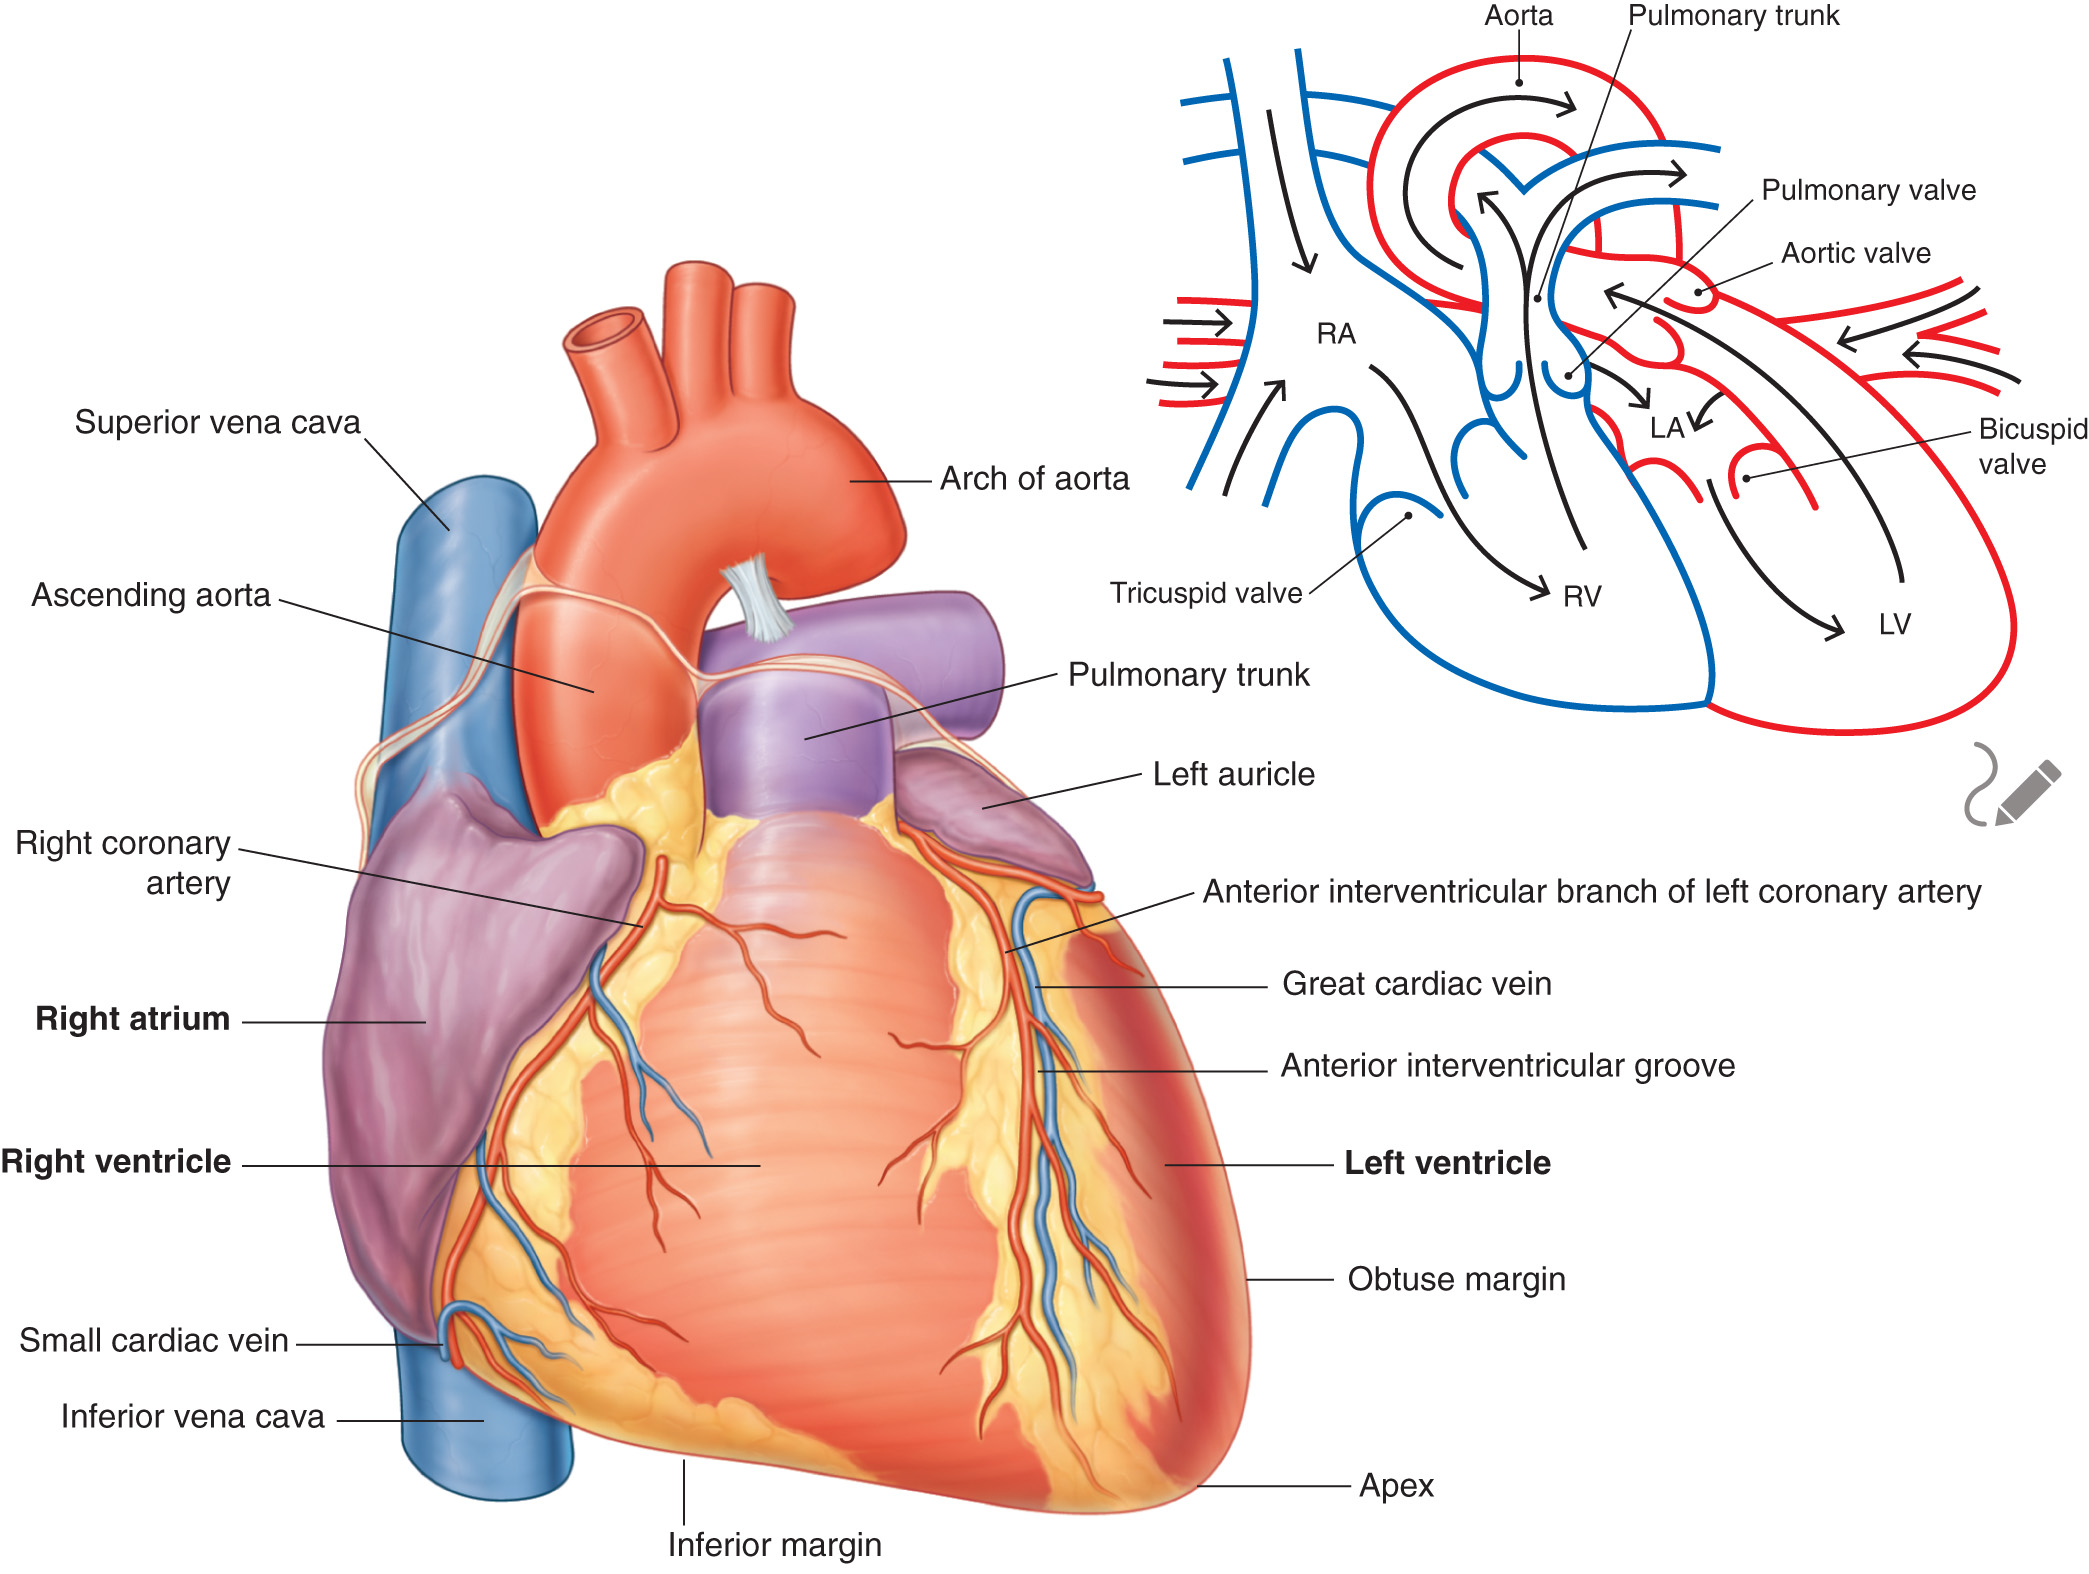 Aorta
Pulmonary trunk
Pulmonary valve
Aortic valve
RA
LA
Bicuspid
valve
Tricuspid valve
RV
LV
Superior vena cava
Arch of aorta
Ascending aorta
Pulmonary trunk
Left auricle
Right coronary
artery
Anterior interventricular branch of left coronary artery
Great cardiac vein
Right atrium
Anterior interventricular groove
Right ventricle
Left ventricle
Obtuse margin
Small cardiac vein
Inferior vena cava
Apex
Inferior margin